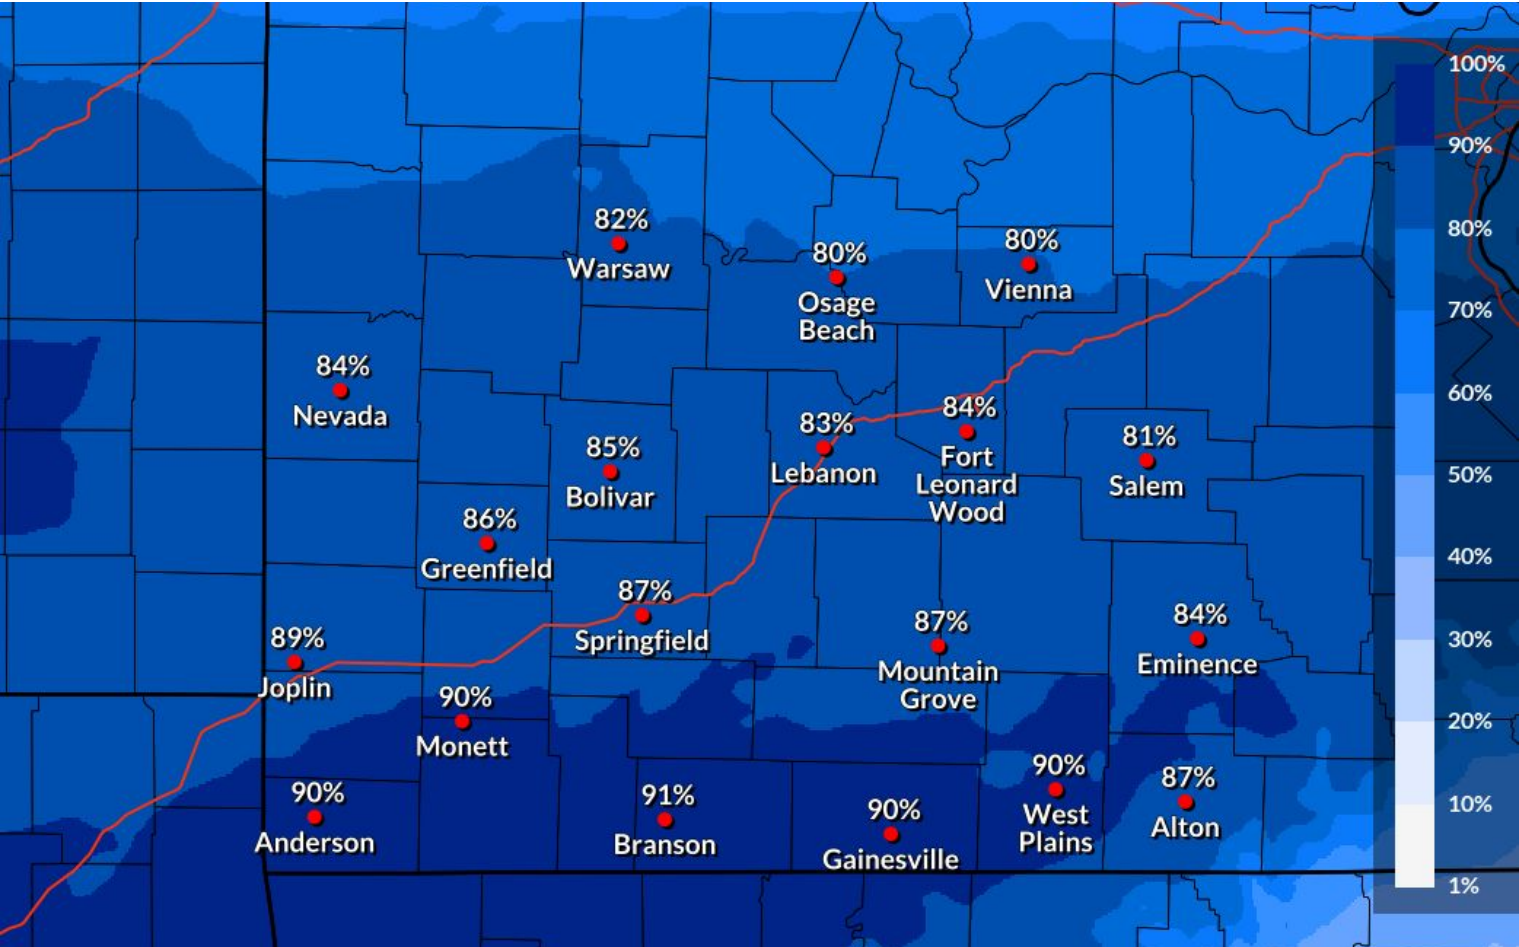 100%
90%
82%
Warsaw
80%
Osage
Beach
80%
Vienna
80%
70%
84%
Nevada
60%
83%
Lebanon
84%
Fort
Leonard
Wood
81%
Salem
85%
Bolivar
50%
86%
Greenfield
40%
87%
Springfield
87%
Mountain
Grove
84%
Eminence
30%
89%
Joplin
90%
Monett
20%
90%
Anderson
91%
Branson
90%
Gainesville
90%
West
Plains
87%
Alton
10%
1%